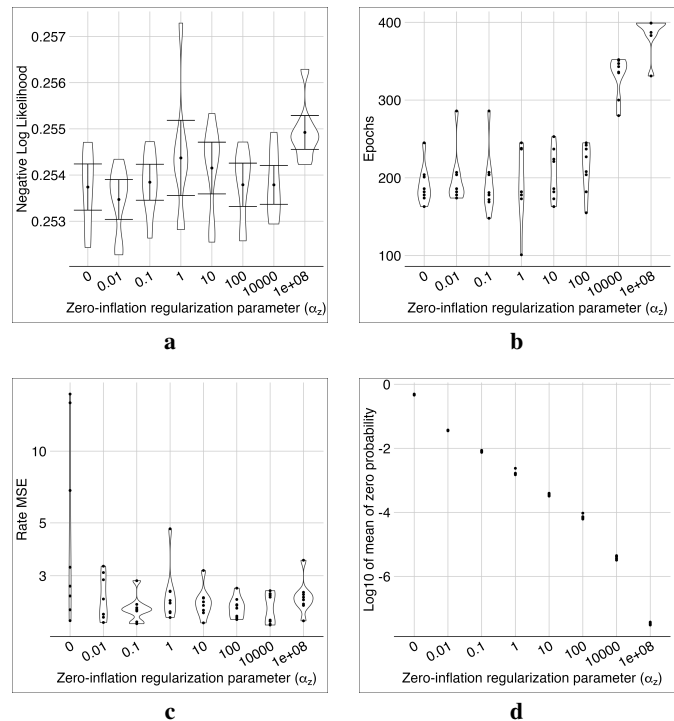 0.257
0.256
0.255
0.254
0.253
Negative Log Likelihood
0
0.01
0.1
1
10
100
10000
1e+08
Zero-inflation regularization parameter (αz)
a
400
300
200
100
Epochs
0
0.01
0.1
1
10
100
10000
1e+08
Zero-inflation regularization parameter (αz)
b
10
5
3
Rate MSE
0
0.01
0.1
1
10
100
10000
1e+08
Zero-inflation regularization parameter (αz)
c
0
-2
-4
-6
Log10 of mean of zero probability
0
0.01
0.1
1
10
100
10000
1e+08
Zero-inflation regularization parameter (αz)
d